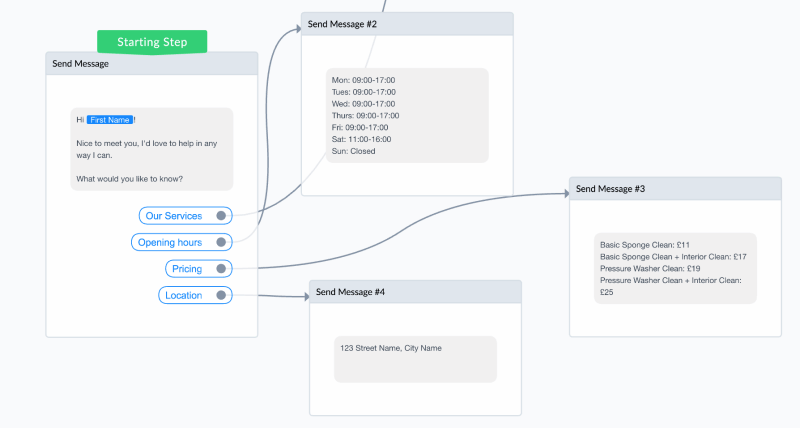 Starting Step
Send Message
Hi First Name !
Nice to meet you, I'd love to help in any
way I can.
What would you like to know?
Our Services
Opening hours
Pricing
Location
Send Message #2
Mon: 09:00-17:00
Tues: 09:00-17:00
Wed: 09:00-17:00
Thurs: 09:00-17:00
Fri: 09:00-17:00
Sat: 11:00-16:00
Sun: Closed
Send Message #3
Basic Sponge Clean: £11
Basic Sponge Clean + Interior Clean: £17
Pressure Washer Clean: £19
Pressure Washer Clean + Interior Clean:
£25
Send Message #4
123 Street Name, City Name